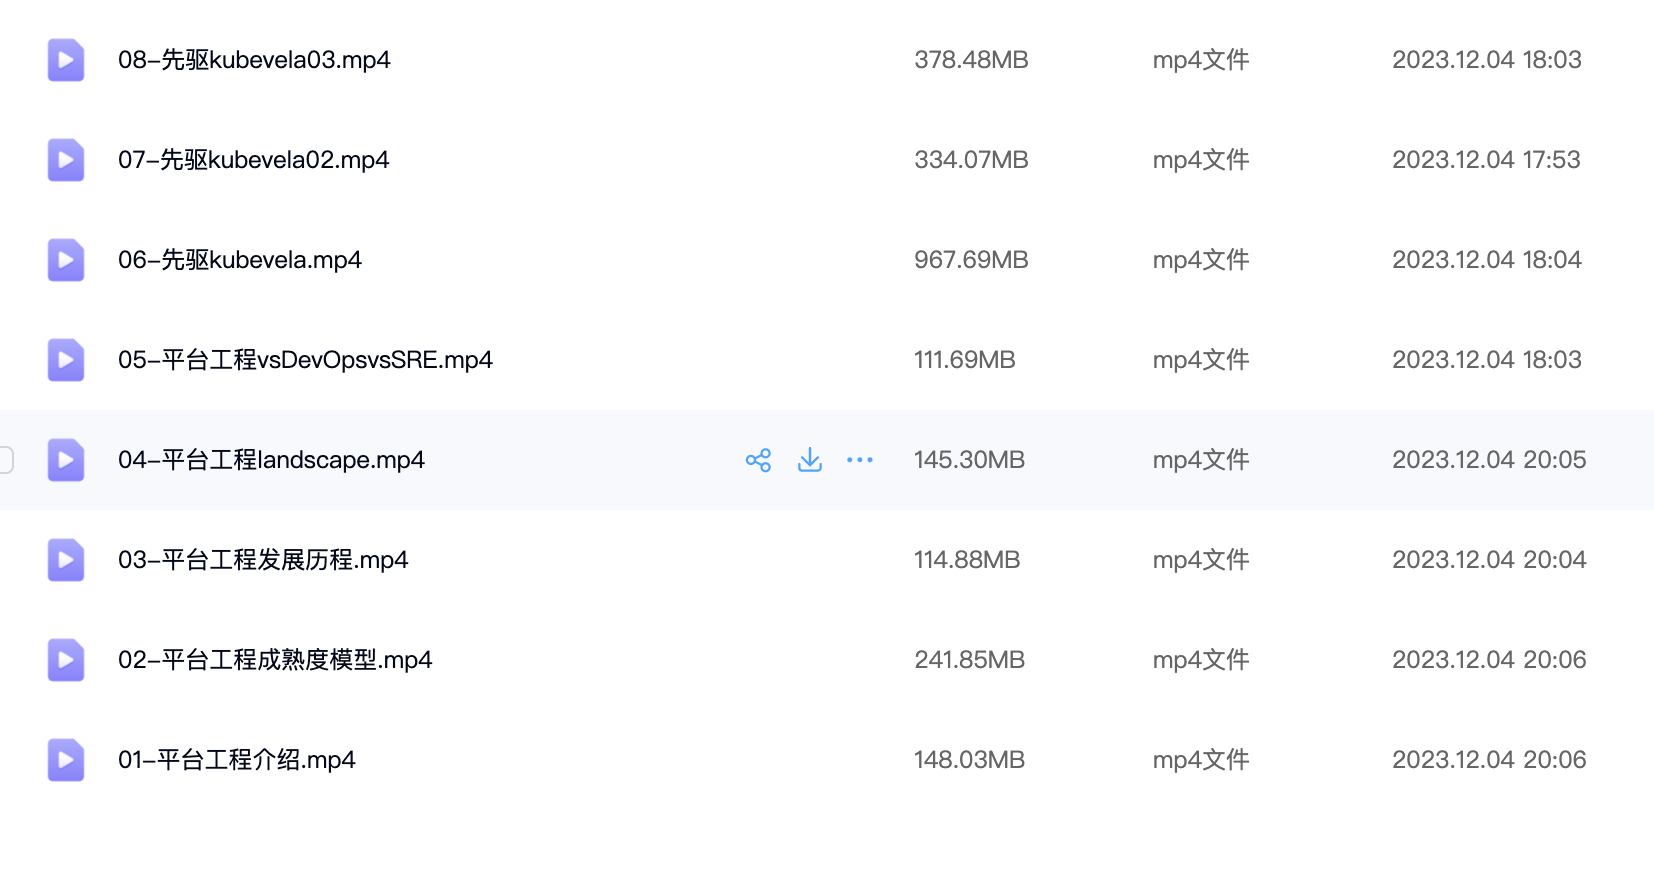 08-先驱kubevela03.mp4 378.48MB mp4文件 2023.12.04 18:03
07-先驱kubevela02.mp4 334.07MB mp4文件 2023.12.04 17:53
06-先驱kubevela.mp4 967.69MB mp4文件 2023.12.04 18:04
05-平台工程vsDevOpsvsSRE.mp4 111.69MB mp4文件 2023.12.04 18:03
04-平台工程landscape.mp4 145.30MB mp4文件 2023.12.04 20:05
03-平台工程发展历程.mp4 114.88MB mp4文件 2023.12.04 20:04
02-平台工程成熟度模型.mp4 241.85MB mp4文件 2023.12.04 20:06
01-平台工程介绍.mp4 148.03MB mp4文件 2023.12.04 20:06